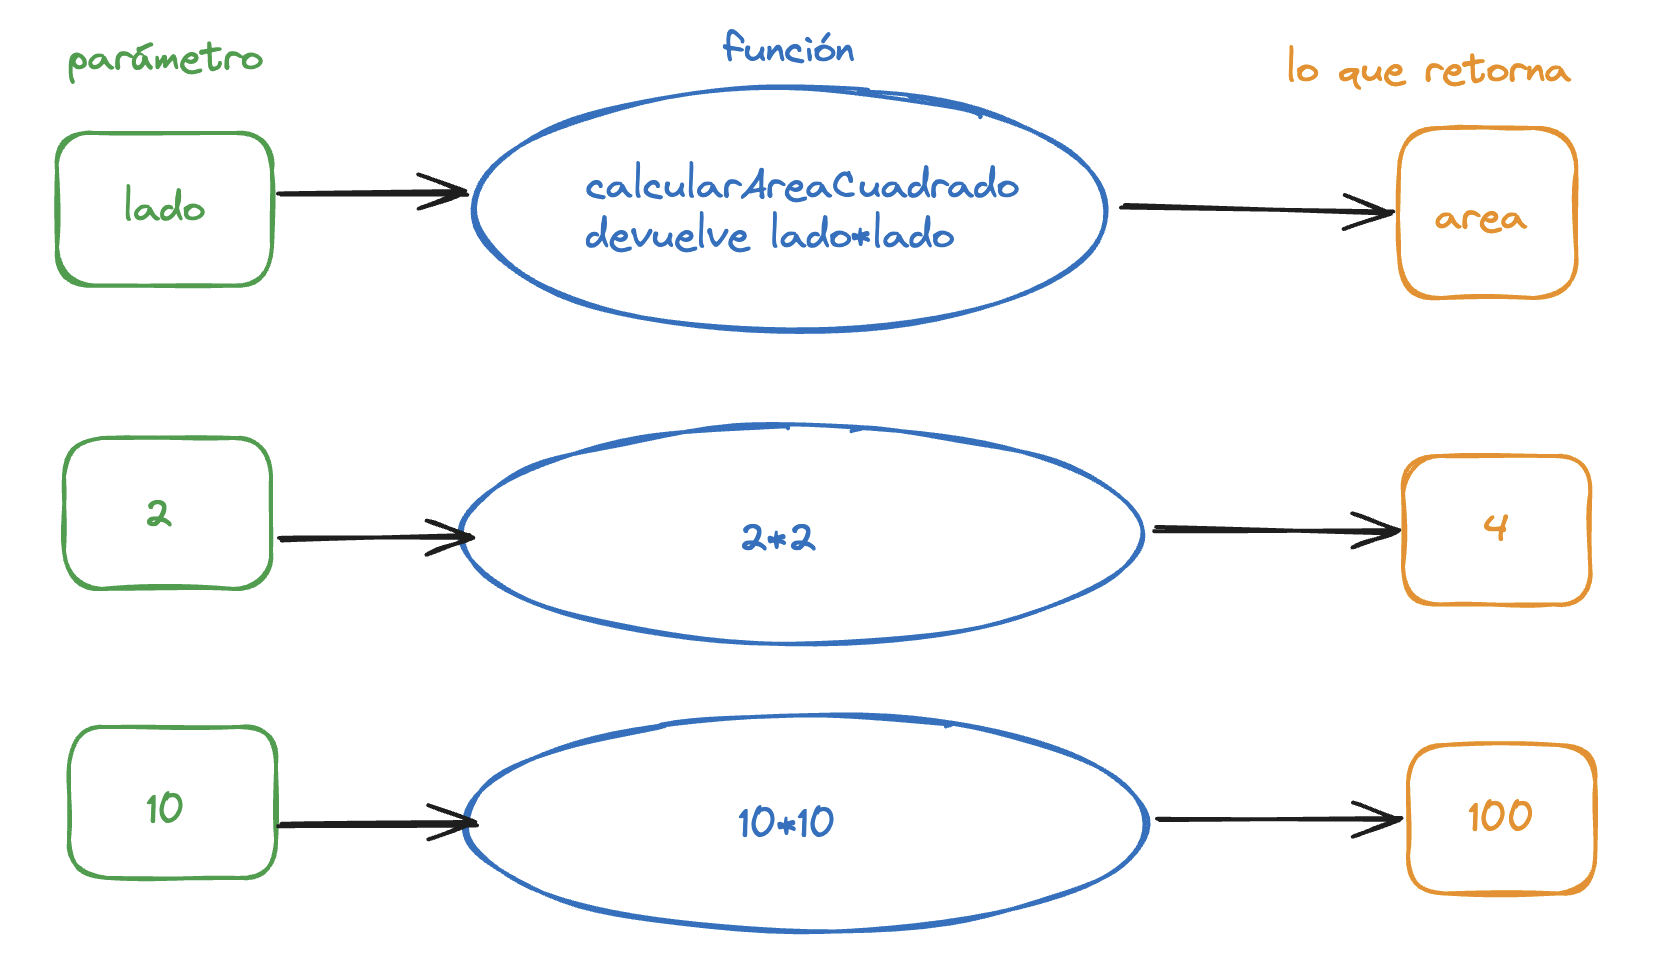 parámetro
función
lo que retorna
lado
calcularAreaCuadrado
devuelve lado*lado
area
2
2*2
4
10
10*10
100